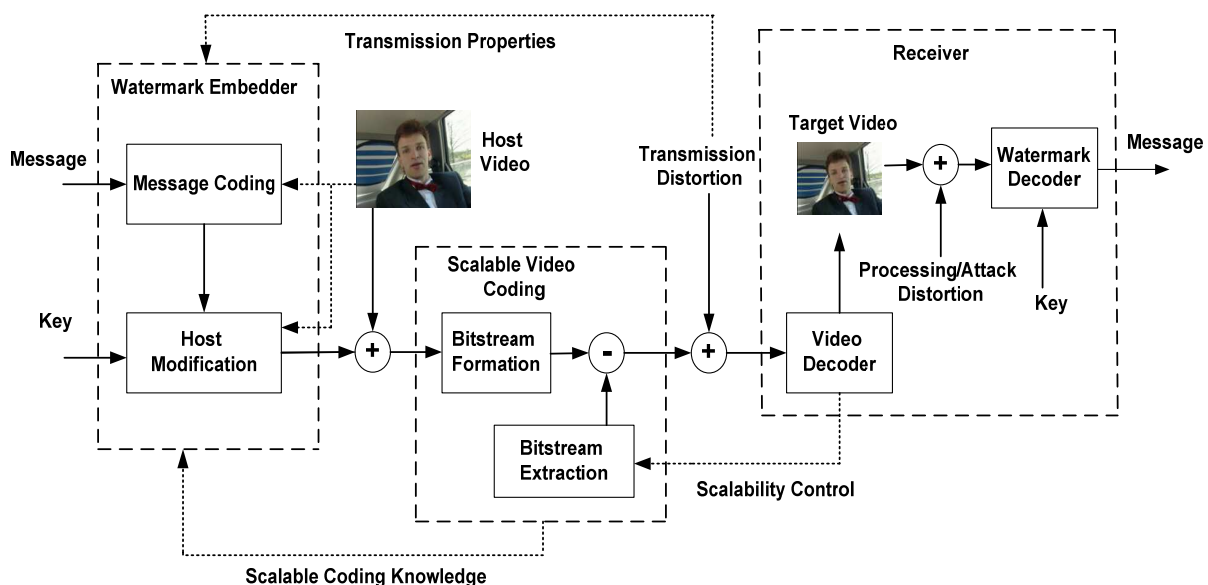 Transmission Properties
Receiver
Watermark Embedder
Message
Message Coding
Host
Video
Transmission
Distortion
Target Video
+
Watermark
Decoder
Message
Processing/Attack
Distortion
Key
Scalable Video
Coding
Key
Host
Modification
+
Bitstream
Formation
-
+
Video
Decoder
Bitstream
Extraction
Scalability Control
Scalable Coding Knowledge